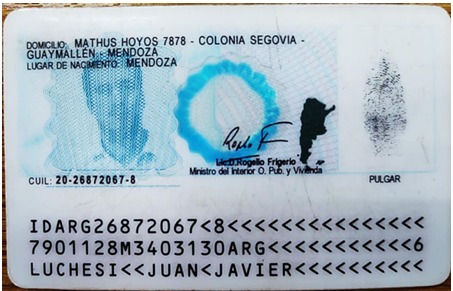 DOMICILIO: MATHUS HOYOS 7878 - COLONIA SEGOVIA -
GUAYMALLÉN - MENDOZA
LUGAR DE NACIMIENTO: MENDOZA
Lic.D.Rogelio Frigerio
Ministro del Interior O. Pub. y Vivienda
CUIL: 20-26872067-8
PULGAR
IDARG26872067<8<<<<<<<<<<<<<<<
7901128M3403130ARG<<<<<<<<<<<6
LUCHESI<<JUAN<JAVIER<<<<<<<<<<